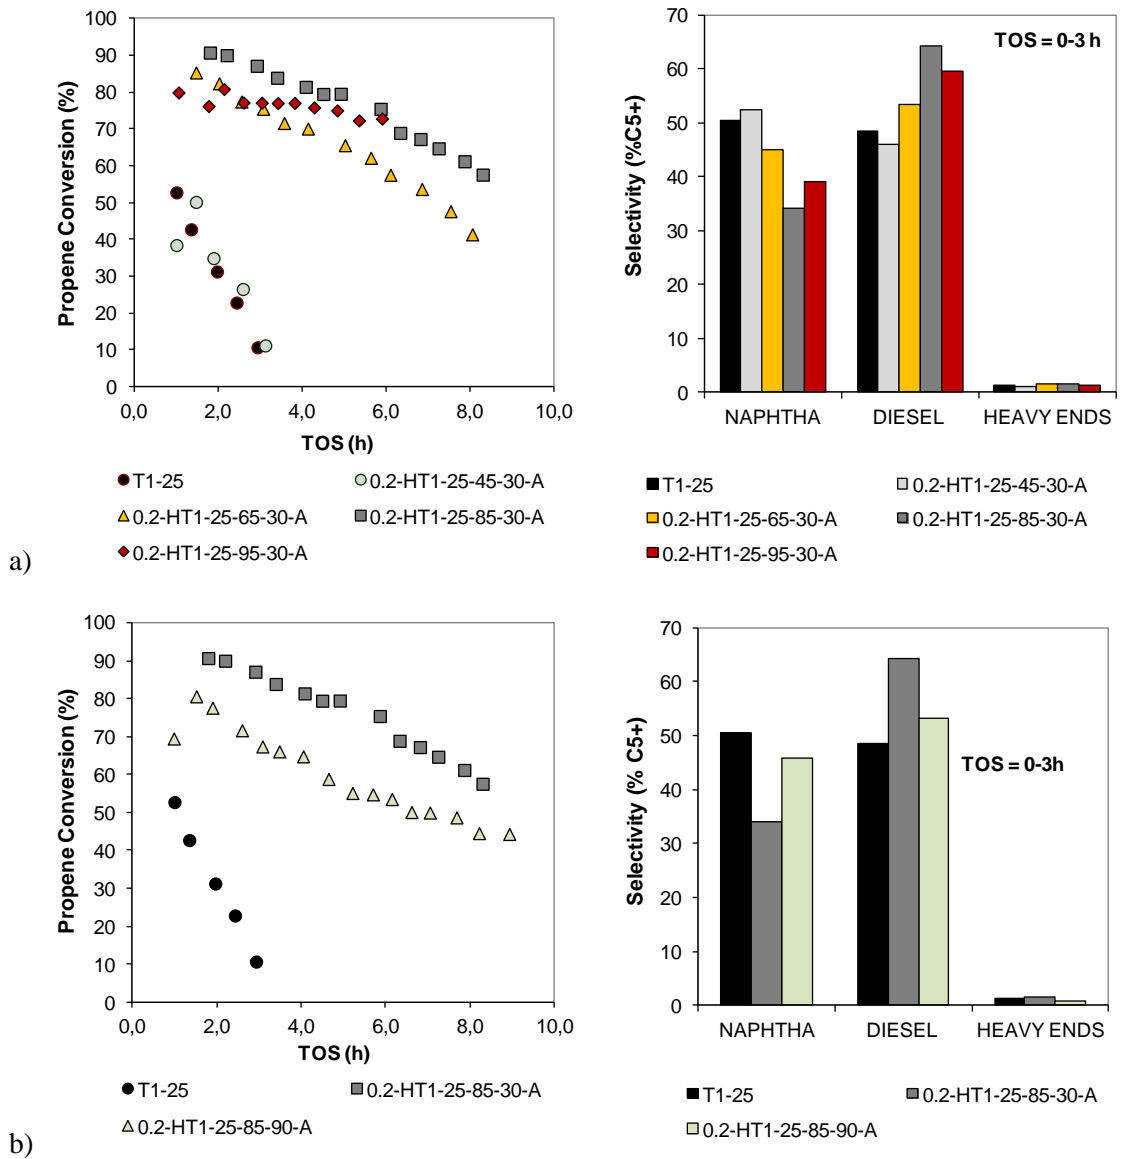 100
90
80
70
60
50
40
30
20
10
0
Propene Conversion (%)
0,0 2,0 4,0 6,0 8,0 10,0
TOS (h)
T1-25 0.2-HT1-25-45-30-A
0.2-HT1-25-65-30-A 0.2-HT1-25-85-30-A
0.2-HT1-25-95-30-A
a)
70
60
50
40
30
20
10
0
Selectivity (%C5+)
TOS = 0-3 h
NAPHTHA DIESEL HEAVY ENDS
T1-25 0.2-HT1-25-45-30-A
0.2-HT1-25-65-30-A 0.2-HT1-25-85-30-A
0.2-HT1-25-95-30-A
100
90
80
70
60
50
40
30
20
10
0
Propene Conversion (%)
0,0 2,0 4,0 6,0 8,0 10,0
TOS (h)
T1-25 0.2-HT1-25-85-30-A
0.2-HT1-25-85-90-A
b)
70
60
50
40
30
20
10
0
Selectivity (% C5+)
TOS = 0-3h
NAPHTHA DIESEL HEAVY ENDS
T1-25 0.2-HT1-25-85-30-A
0.2-HT1-25-85-90-A